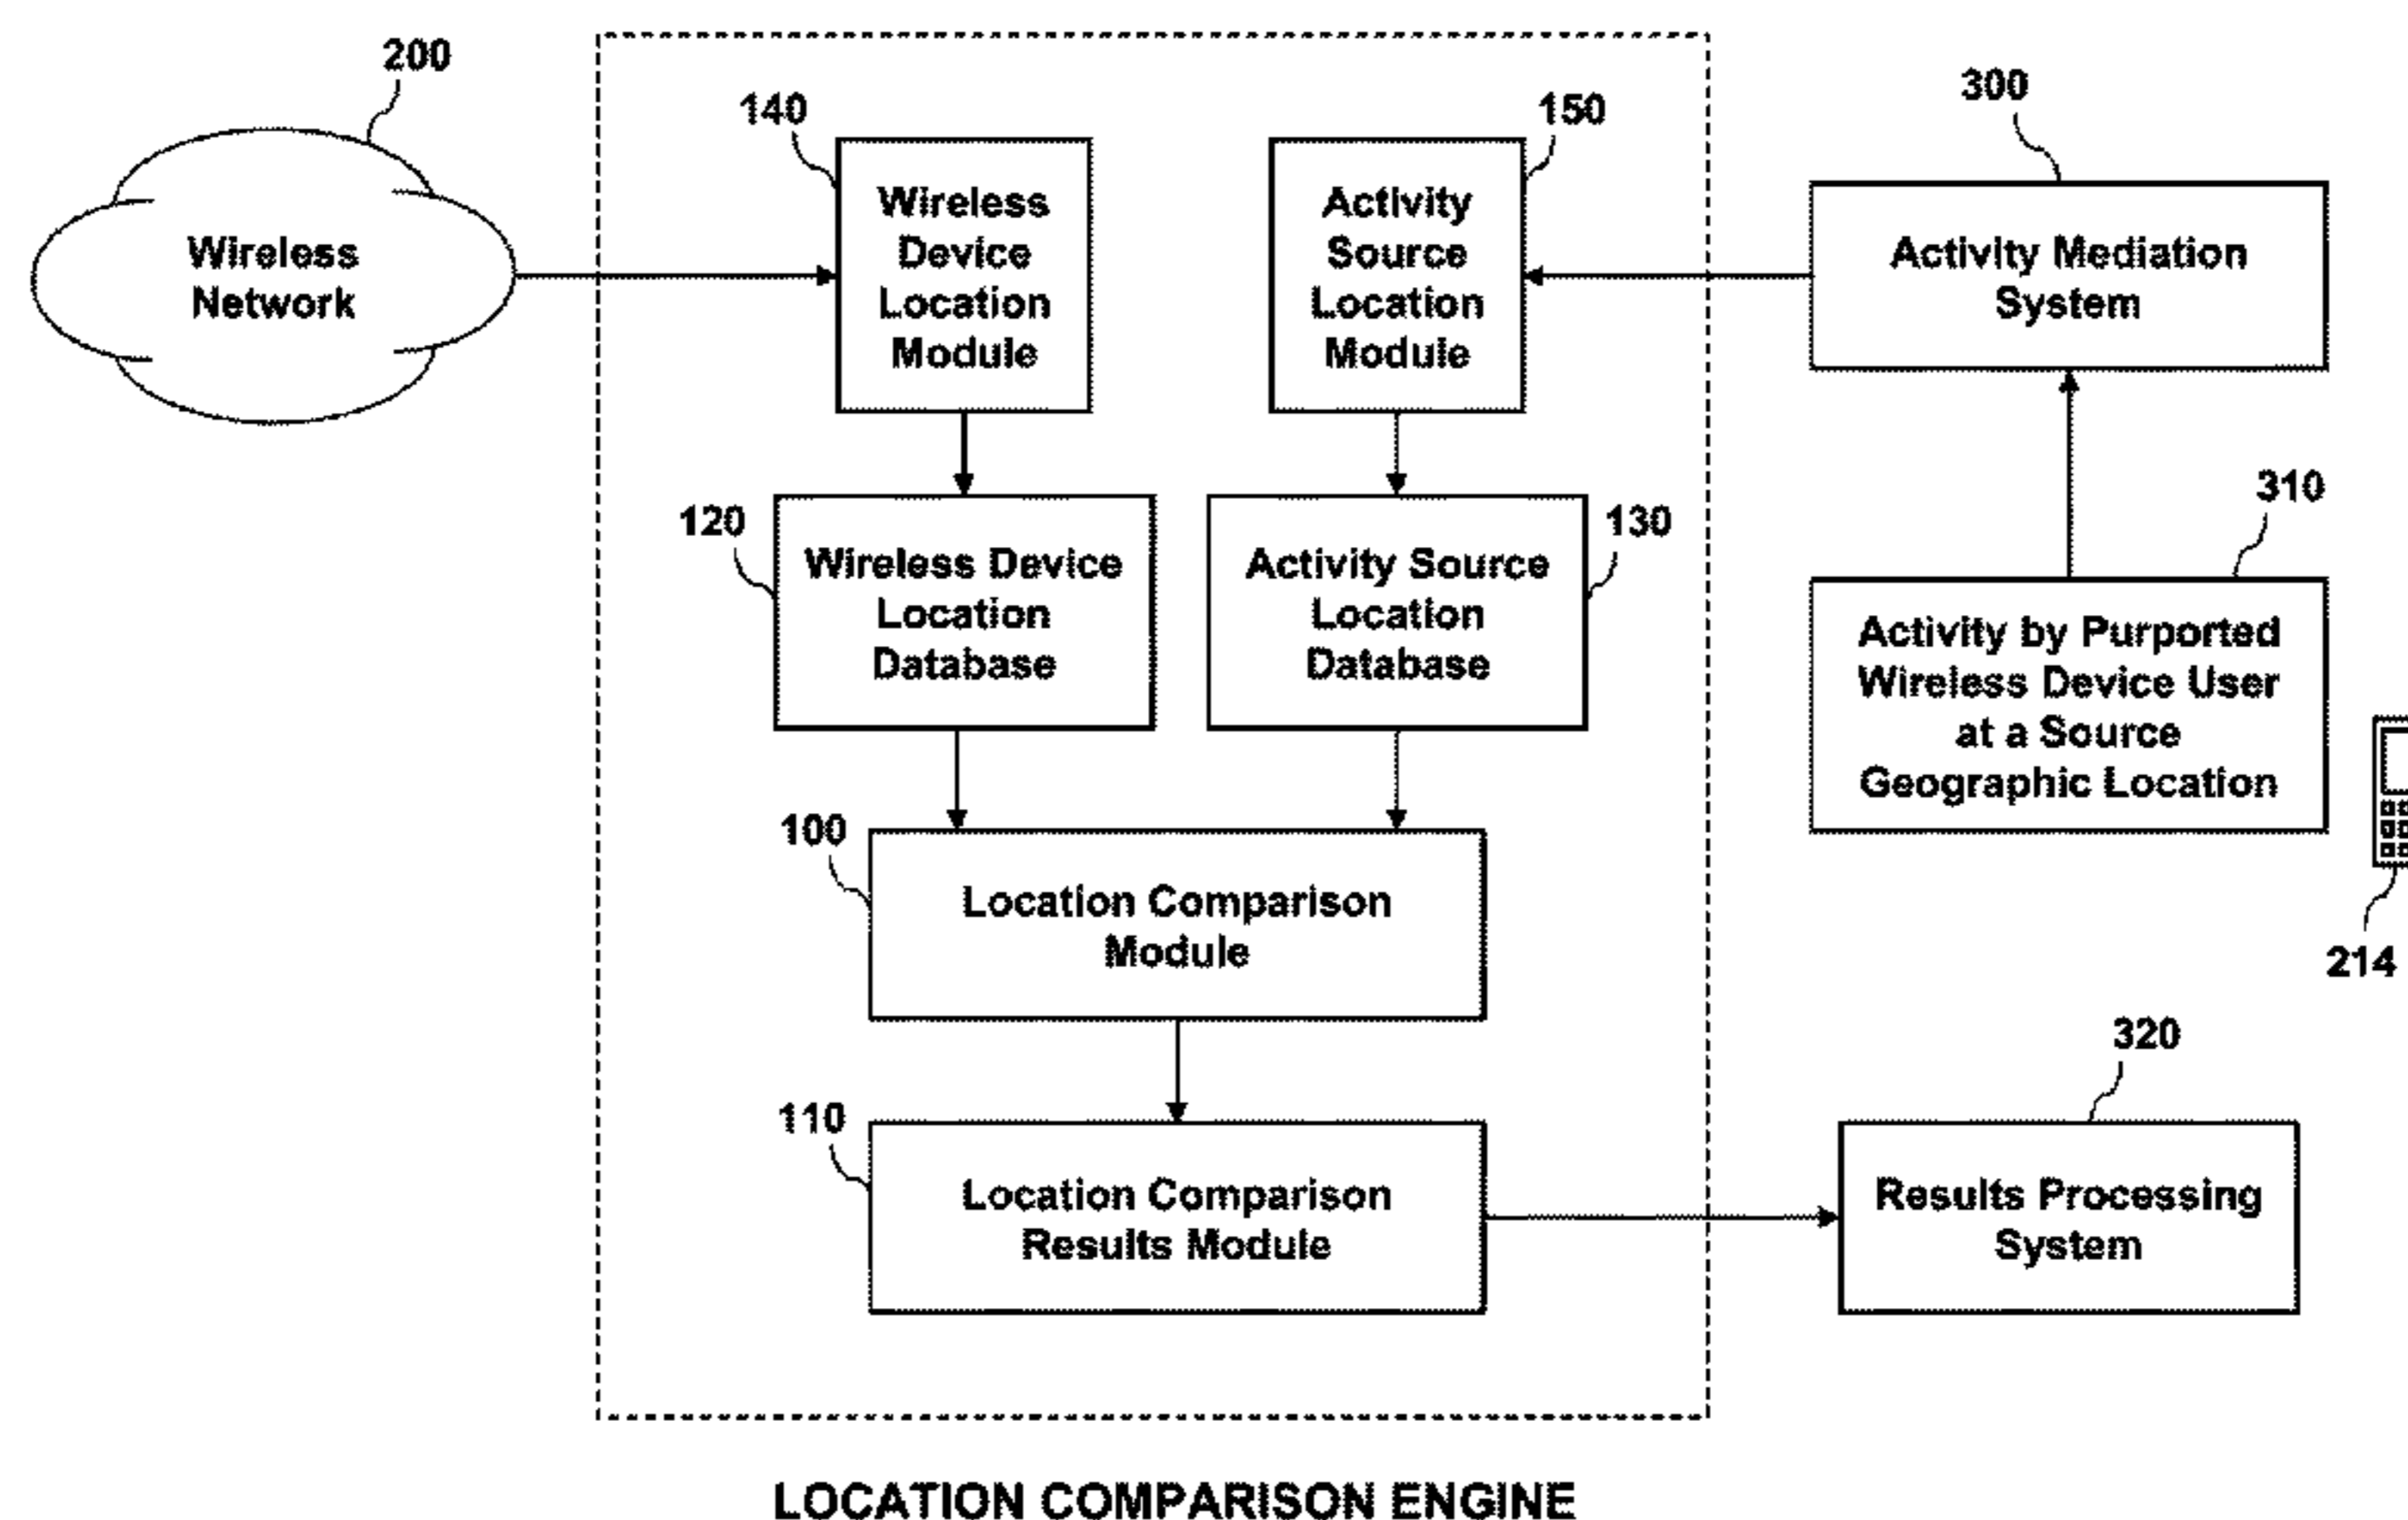 200
140
150
300
Wireless
Network
Wireless
Device
Location
Module
Activity
Source
Location
Module
Activity Mediation
System
120
130
310
Wireless Device
Location
Database
Activity Source
Location
Database
Activity by Purported
Wireless Device User
at a Source
Geographic Location
100
214
Location Comparison
Module
320
110
Location Comparison
Results Module
Results Processing
System
LOCATION COMPARISON ENGINE